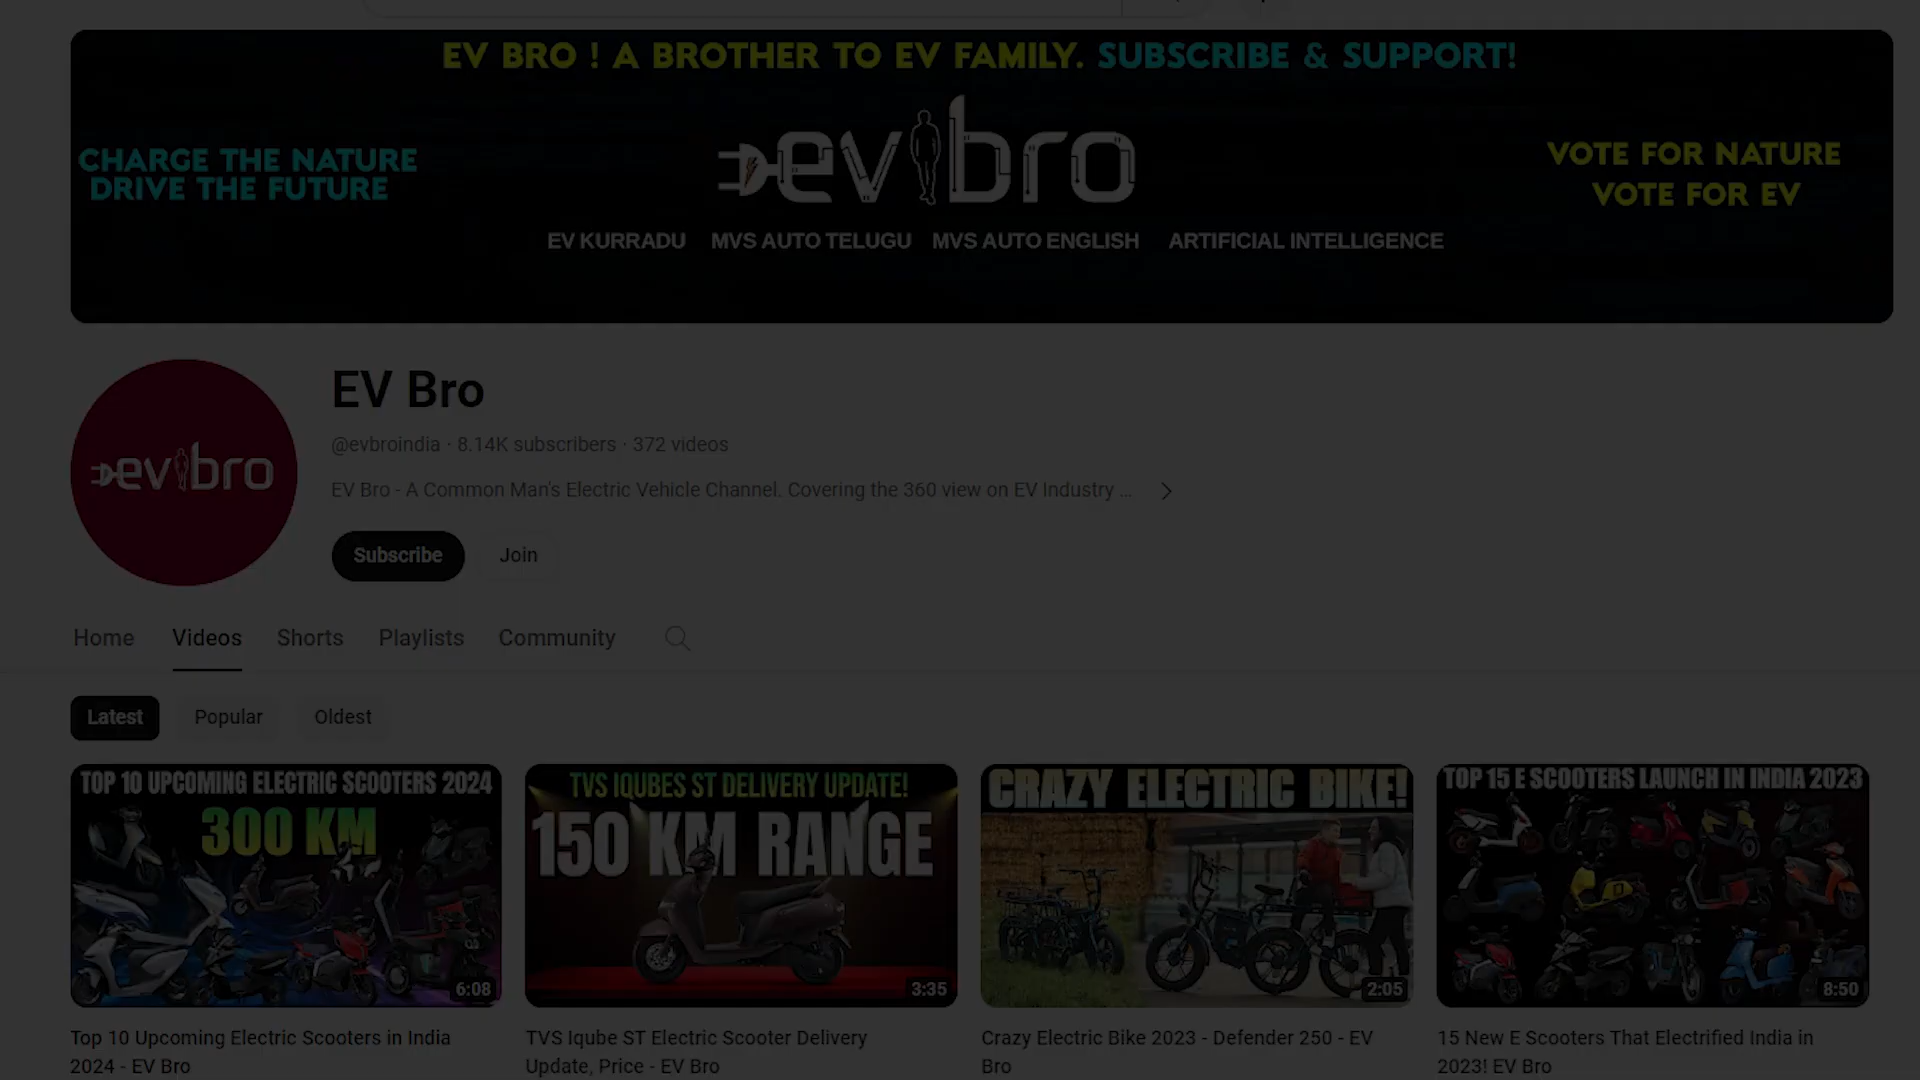 EV BRO ! A BROTHER TO EV FAMILY. SUBSCRIBE & SUPPORT!
CHARGE THE NATURE
DRIVE THE FUTURE
evbro
VOTE FOR NATURE
VOTE FOR EV
EV KURRADU MVS AUTO TELUGU MVS AUTO ENGLISH ARTIFICIAL INTELLIGENCE
evbro
EV Bro
@evbroindia · 8.14K subscribers · 372 videos
EV Bro - A Common Man's Electric Vehicle Channel. Covering the 360 view on EV Industry ...
Subscribe Join
Home Videos Shorts Playlists Community
Latest Popular Oldest
TOP 10 UPCOMING ELECTRIC SCOOTERS 2024
300 KM
6:08
TVS IQUBES ST DELIVERY UPDATE!
150 KM RANGE
3:35
CRAZY ELECTRIC BIKE!
2:05
TOP 15 E SCOOTERS LAUNCH IN INDIA 2023
8:50
Top 10 Upcoming Electric Scooters in India
2024 - EV Bro
TVS Iqube ST Electric Scooter Delivery
Update, Price - EV Bro
Crazy Electric Bike 2023 - Defender 250 - EV
Bro
15 New E Scooters That Electrified India in
2023! EV Bro